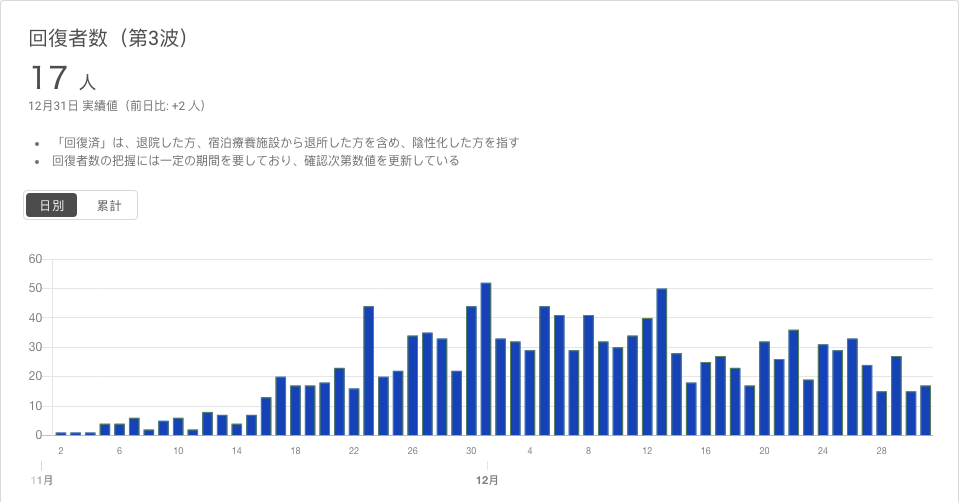 回復者数（第3波）
17 人
12月31日 実績値（前日比: +2 人）
• 「回復済」は、退院した方、宿泊療養施設から退所した方を含め、陰性化した方を指す
• 回復者数の把握には一定の期間を要しており、確認次第数値を更新している
日別 累計
60
50
40
30
20
10
0
2 6 10 14 18 22 26 30 4 8 12 16 20 24 28
11月 12月